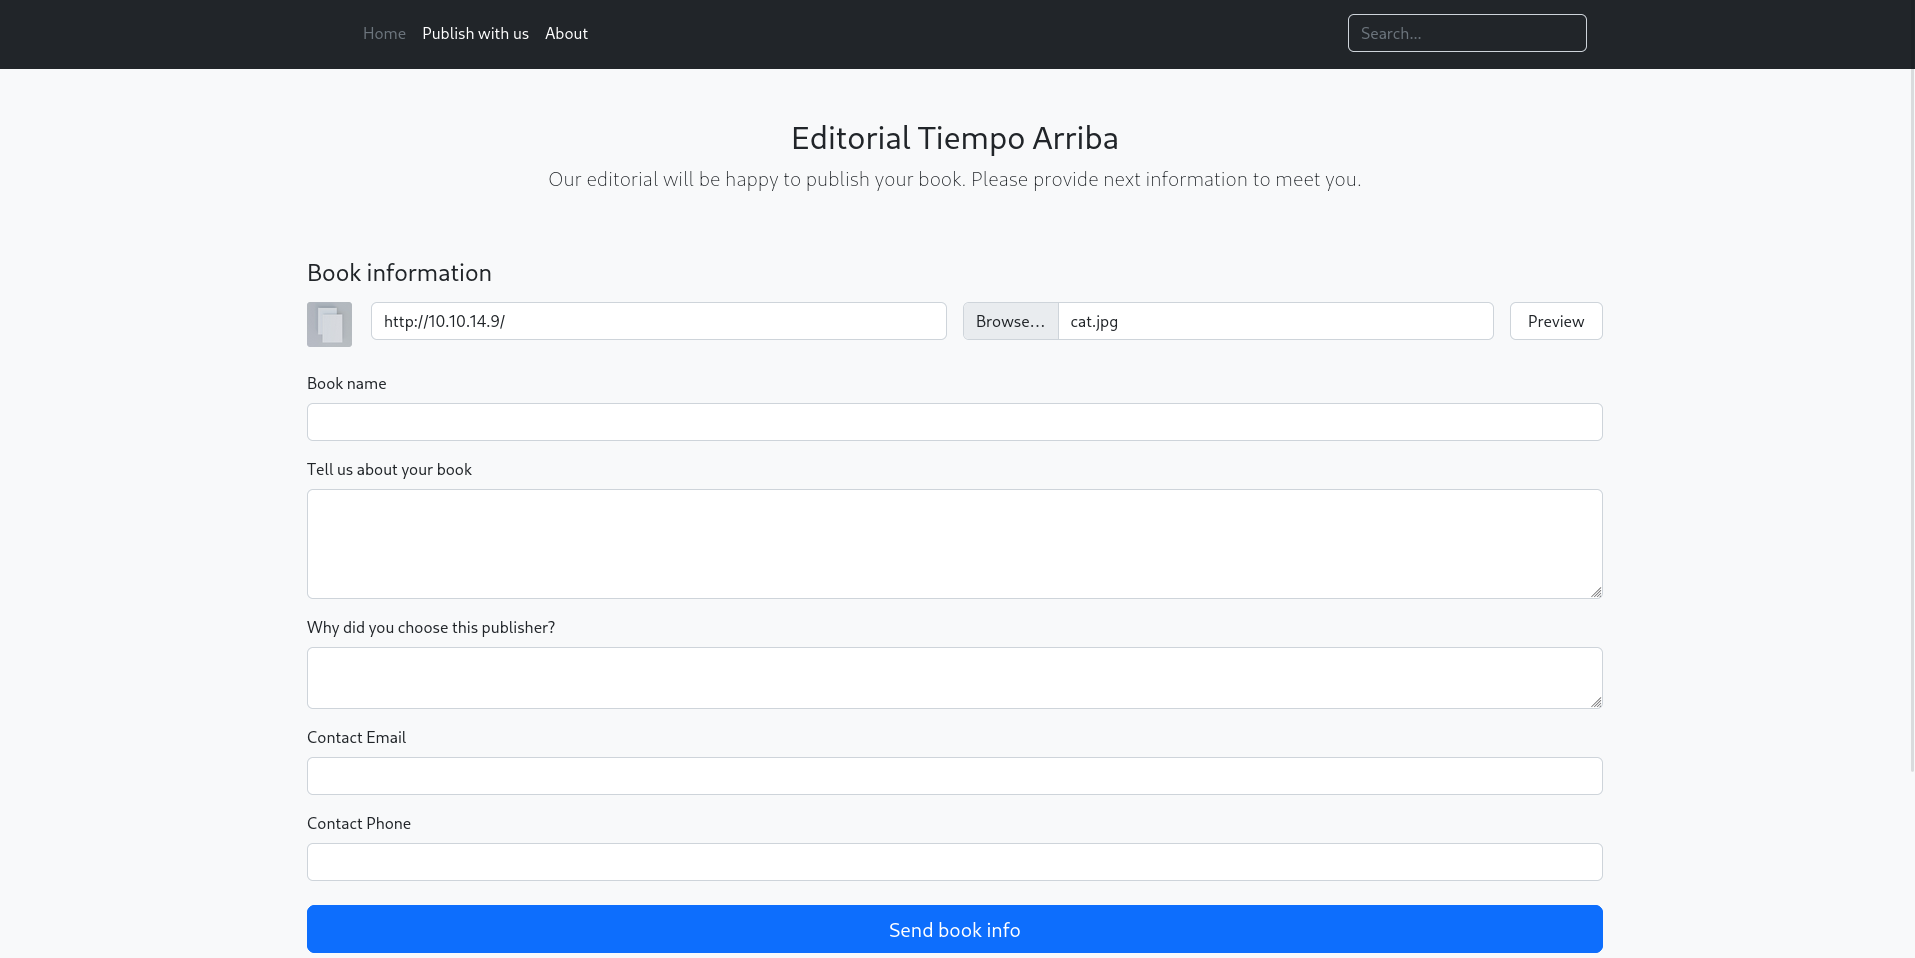 Home Publish with us About Search...
Editorial Tiempo Arriba
Our editorial will be happy to publish your book. Please provide next information to meet you.
Book information
http://10.10.14.9/ Browse... cat.jpg Preview
Book name
Tell us about your book
Why did you choose this publisher?
Contact Email
Contact Phone
Send book info